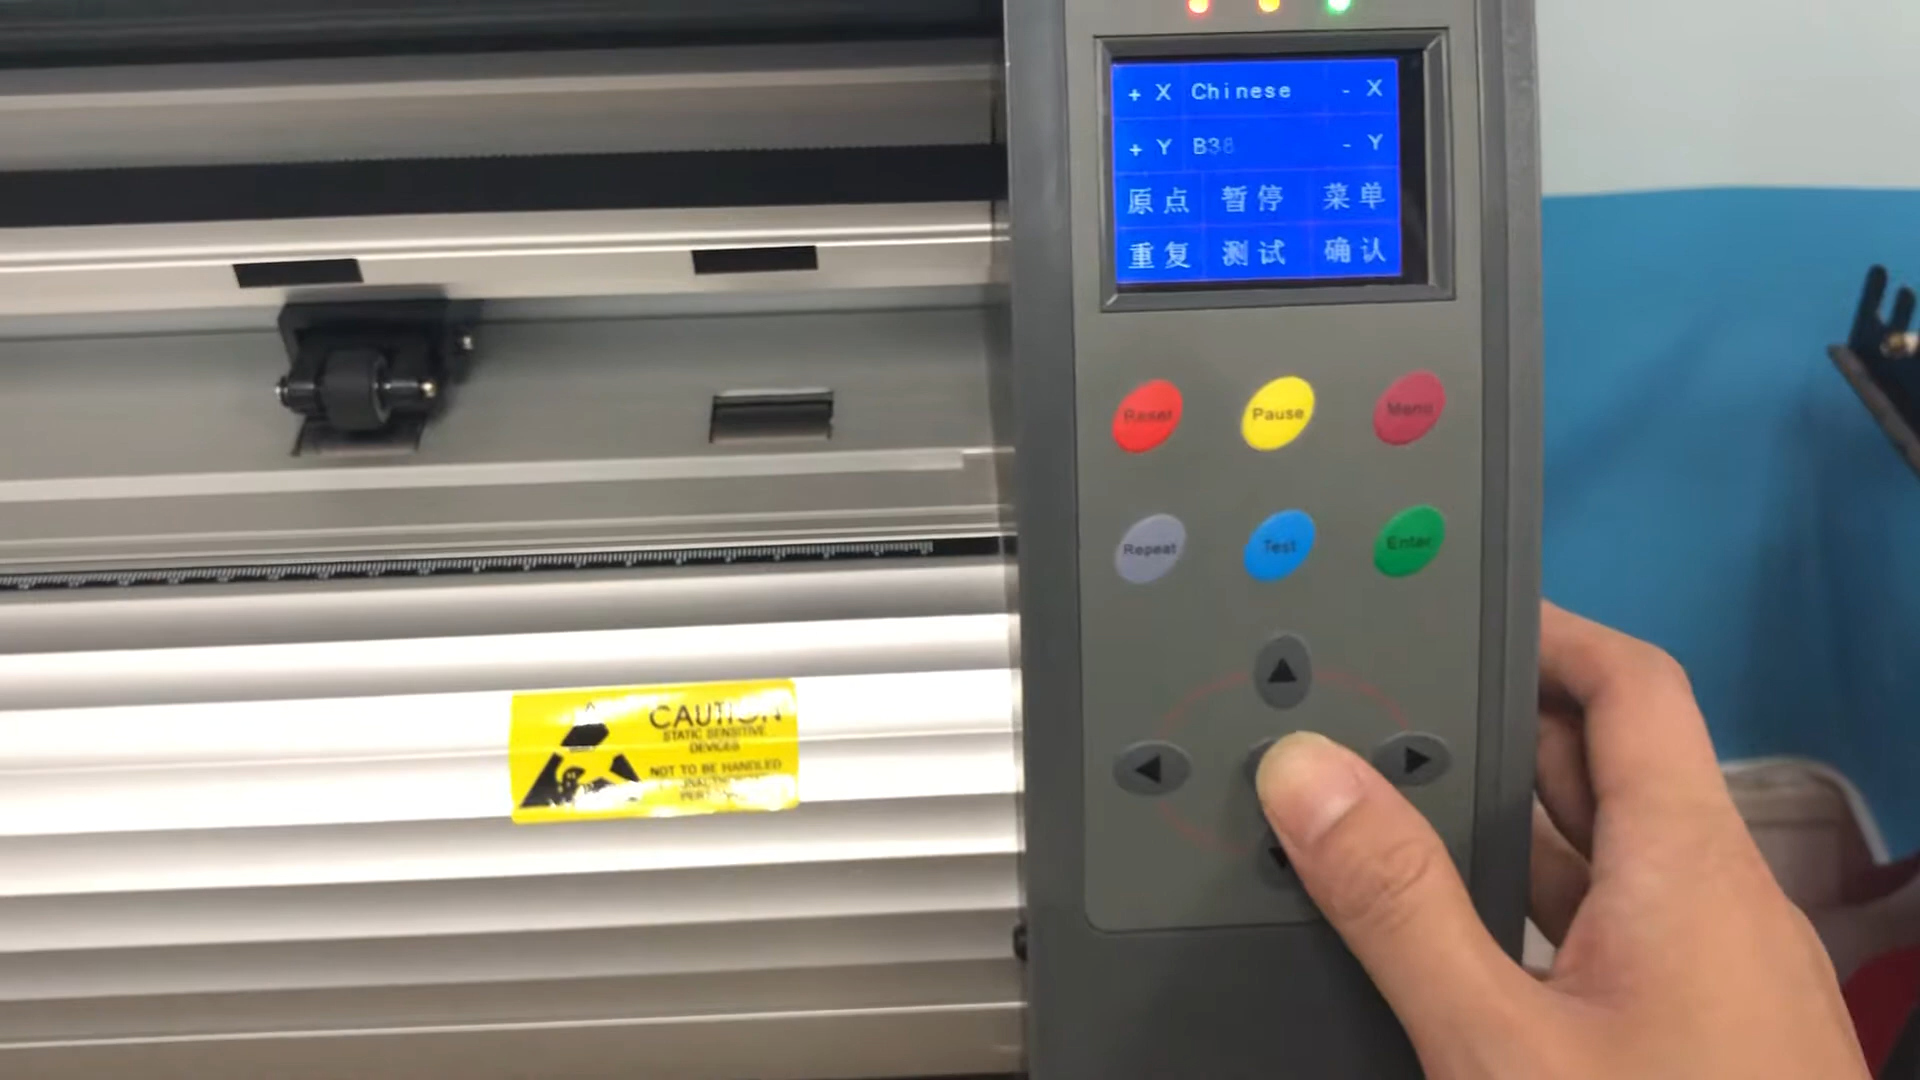 + X Chinese - X
+ Y B38 - Y
原点 暂停 菜单
重复 测试 确认
Reset Pause Menu
Repeat Test Enter
CAUTION
STATIC SENSITIVE
DEVICES
NOT TO BE HANDLED